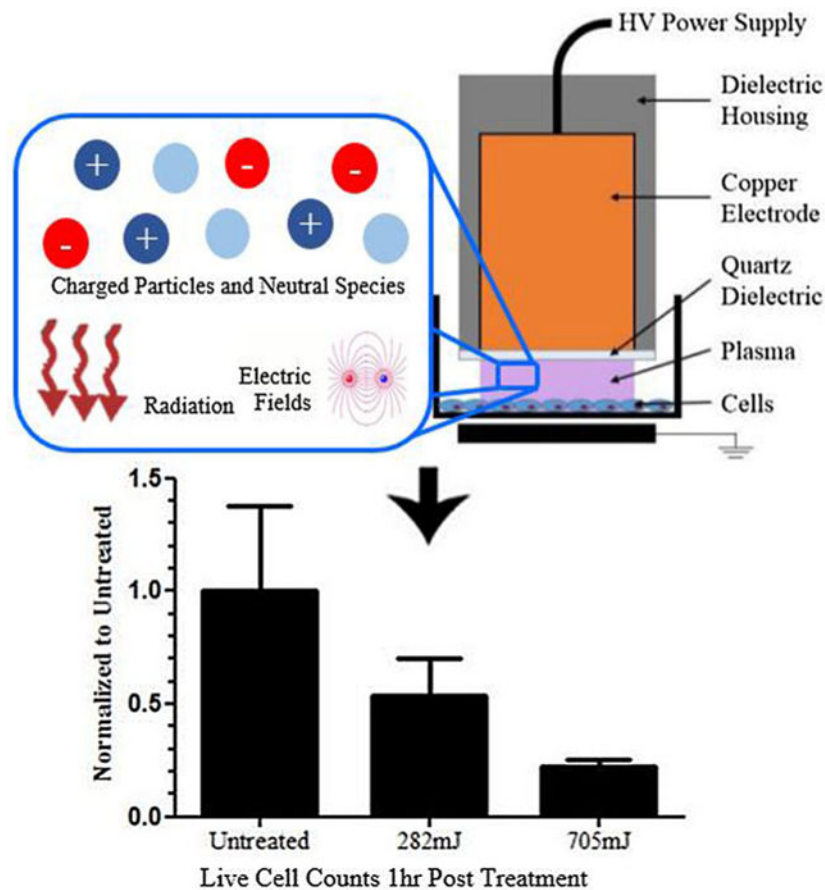 HV Power Supply
Dielectric
Housing
Copper
Electrode
Quartz
Dielectric
Plasma
Cells
+
-
-
-
+
+
Charged Particles and Neutral Species
Radiation
Electric
Fields
Normalized to Untreated
1.5
1.0
0.5
0.0
Untreated
282mJ
705mJ
Live Cell Counts 1hr Post Treatment